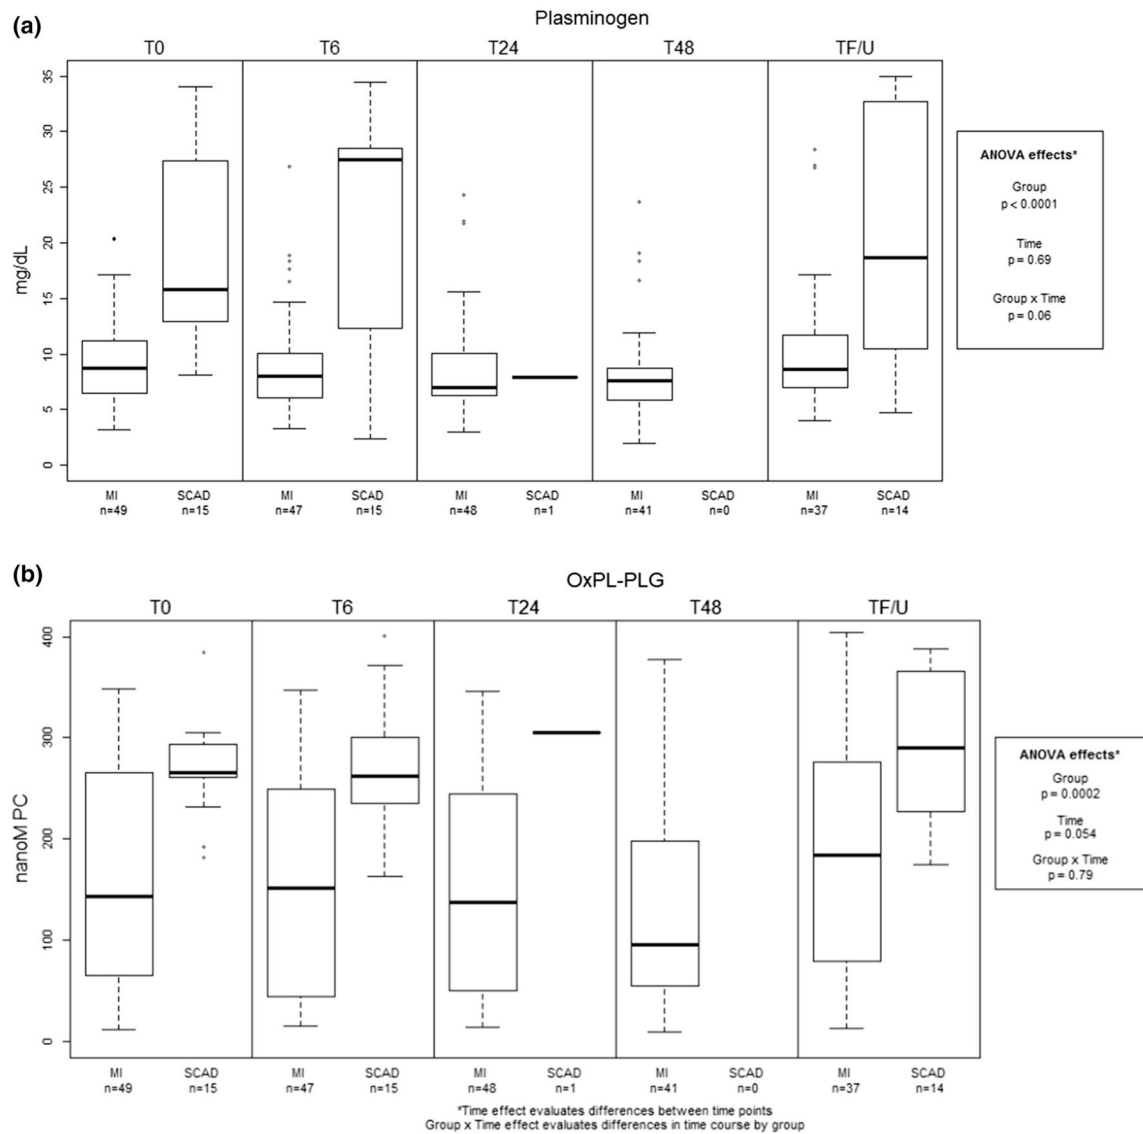 (a)
Plasminogen
T0 T6 T24 T48 TF/U
mg/dL
35
30
25
20
15
10
5
0
ANOVA effects*
Group
p < 0.0001
Time
p = 0.69
Group x Time
p = 0.06
MI SCAD MI SCAD MI SCAD MI SCAD MI SCAD
n=49 n=15 n=47 n=15 n=48 n=1 n=41 n=0 n=37 n=14
(b)
OxPL-PLG
T0 T6 T24 T48 TF/U
nanoM PC
400
300
200
100
0
ANOVA effects*
Group
p = 0.0002
Time
p = 0.054
Group x Time
p = 0.79
MI SCAD MI SCAD MI SCAD MI SCAD MI SCAD
n=49 n=15 n=47 n=15 n=48 n=1 n=41 n=0 n=37 n=14
*Time effect evaluates differences between time points
Group x Time effect evaluates differences in time course by group